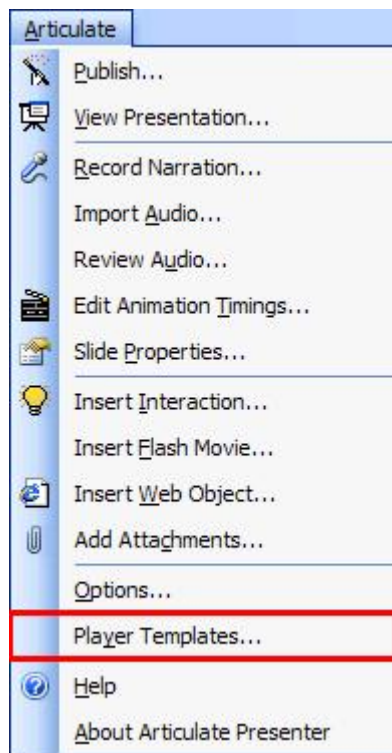 Articulate
Publish...
View Presentation...
Record Narration...
Import Audio...
Review Audio...
Edit Animation Timings...
Slide Properties...
Insert Interaction...
Insert Flash Movie...
Insert Web Object...
Add Attachments...
Options...
Player Templates...
Help
About Articulate Presenter